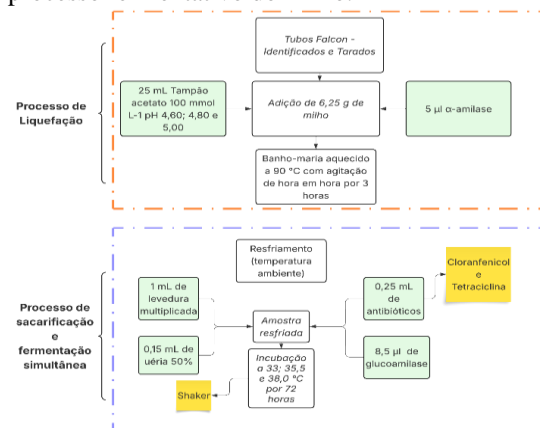 Tubos Falcon -
Identificados e Tarados
Processo de
Liquefação
25 mL Tampão
acetato 100 mmol
L-1 pH 4,60; 4,80 e
5,00
Adição de 6,25 g de
milho
5 µl α-amilase
Banho-maria aquecido
a 90 °C com agitação
de hora em hora por 3
horas
Resfriamento
(temperatura
ambiente)
Cloranfenicol
e
Tetraciclina
Processo de
sacarificação
e
fermentação
simultânea
1 mL de
levedura
multiplicada
0,25 mL
de
antibióticos
Amostra
resfriada
0,15 mL de
uéria 50%
8,5 µl de
glucoamilase
Incubação
a 33; 35,5
e 38,0 °C
por 72
horas
Shaker